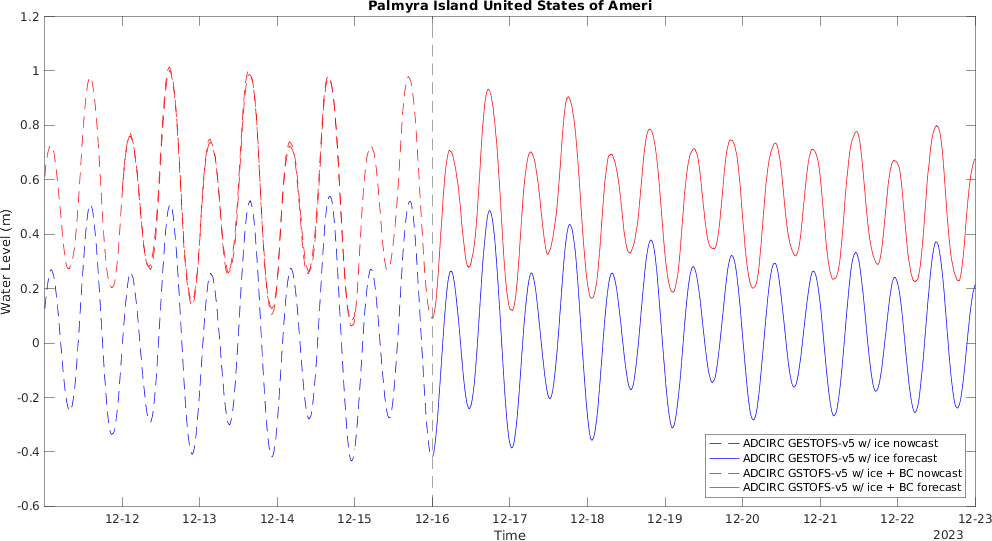 Palmyra Island United States of Ameri
1.2
1
0.8
0.6
0.4
0.2
0
-0.2
-0.4
-0.6
Water Level (m)
ADCIRC GESTOFS-v5 w/ ice nowcast
ADCIRC GESTOFS-v5 w/ ice forecast
ADCIRC GSTOFS-v5 w/ ice + BC nowcast
ADCIRC GSTOFS-v5 w/ ice + BC forecast
12-12 12-13 12-14 12-15 12-16 12-17 12-18 12-19 12-20 12-21 12-22 12-23
Time
2023